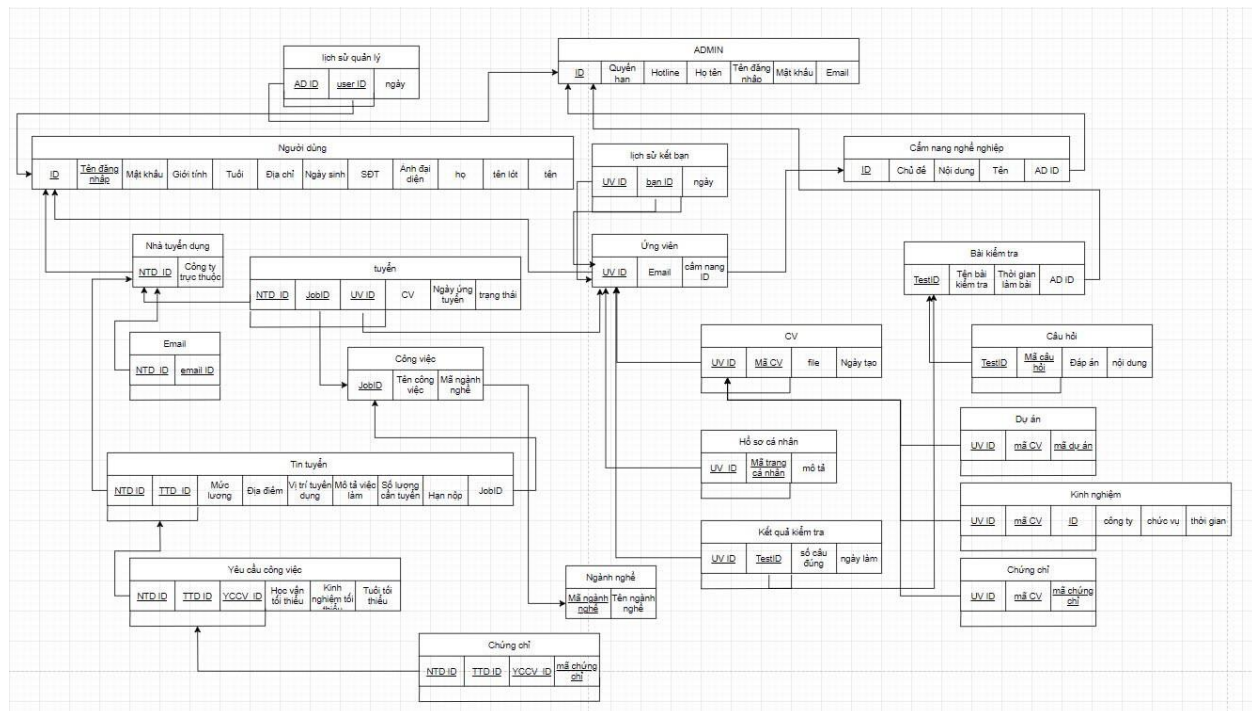 lịch sử quản lý
AD ID user ID ngày
ADMIN
ID Quyền hạn Hotline Họ tên Tên đăng nhập Mật khẩu Email
Người dùng
ID Tên đăng nhập Mật khẩu Giới tính Tuổi Địa chỉ Ngày sinh SĐT Ảnh đại diện họ tên lót tên
lịch sử kết bạn
UV ID bạn ID ngày
Cẩm nang nghề nghiệp
ID Chủ đề Nội dung Tên AD ID
Nhà tuyển dụng
NTD ID Công ty trực thuộc
tuyển
NTD ID JobID UV ID CV Ngày ứng tuyển trạng thái
Ứng viên
UV ID Email cẩm nang ID
Bài kiểm tra
TestID Tên bài kiểm tra Thời gian làm bài AD ID
Email
NTD ID email ID
Công việc
JobID Tên công việc Mã ngành nghề
CV
UV ID Mã CV file Ngày tạo
Câu hỏi
TestID Mã câu hỏi Đáp án nội dung
Dự án
UV ID mã CV mã dự án
Hồ sơ cá nhân
UV ID Mã trang cá nhân mô tả
Tin tuyển
NTD ID TTD ID Mức lương Địa điểm Vị trí tuyển dụng Mô tả việc làm Số lượng cần tuyển Hạn nộp JobID
Kinh nghiệm
UV ID mã CV ID công ty chức vụ thời gian
Kết quả kiểm tra
UV ID TestID số câu đúng ngày làm
Yêu cầu công việc
NTD ID TTD ID YCCV ID Học vấn tối thiểu Kinh nghiệm tối thiểu Tuổi tối thiểu
Ngành nghề
Mã ngành nghề Tên ngành nghề
Chứng chỉ
UV ID mã CV mã chứng chỉ
Chứng chỉ
NTD ID TTD ID YCCV ID mã chứng chỉ